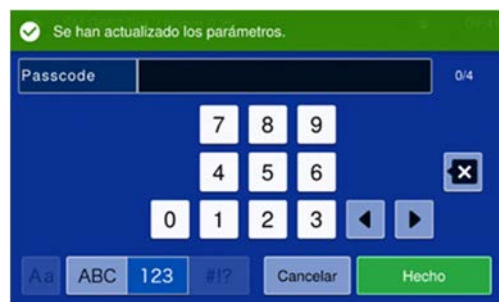 Se han actualizado los parámetros.
Passcode 0/4
7 8 9
4 5 6
0 1 2 3
Aa ABC 123 #!? Cancelar Hecho